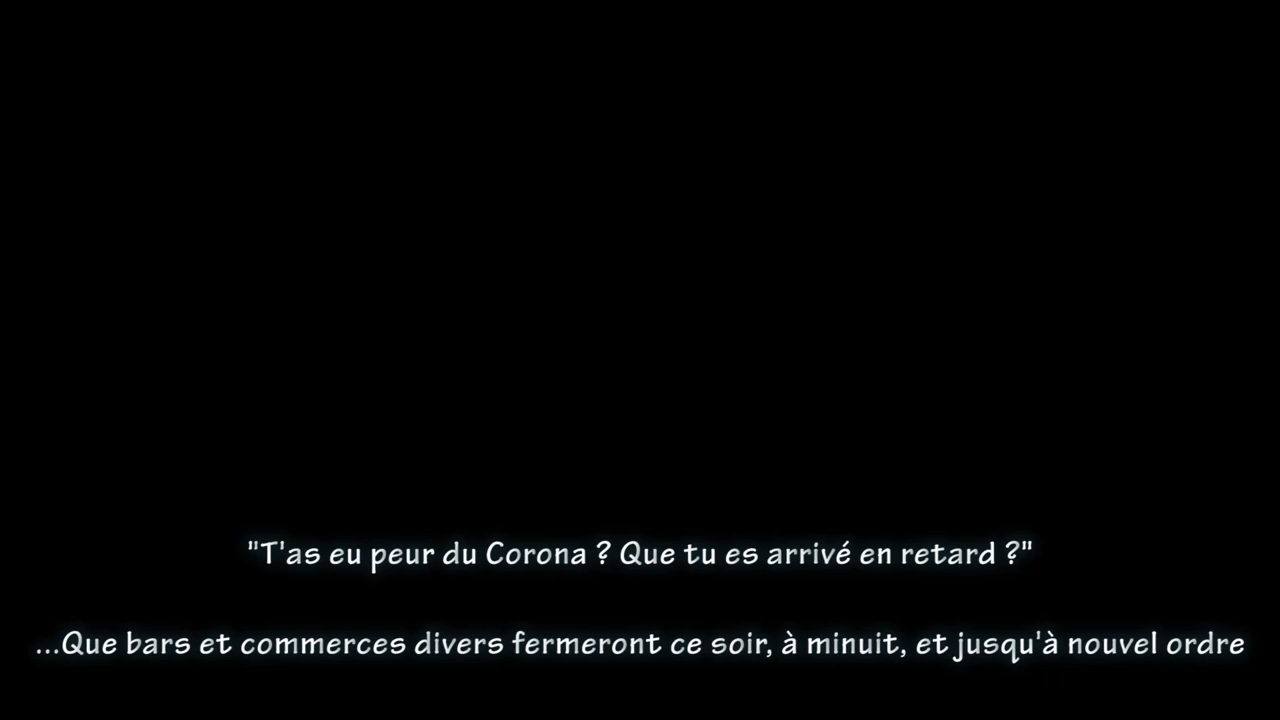 "T'as eu peur du Corona ? Que tu es arrivé en retard ?"
...Que bars et commerces divers fermeront ce soir, à minuit, et jusqu'à nouvel ordre